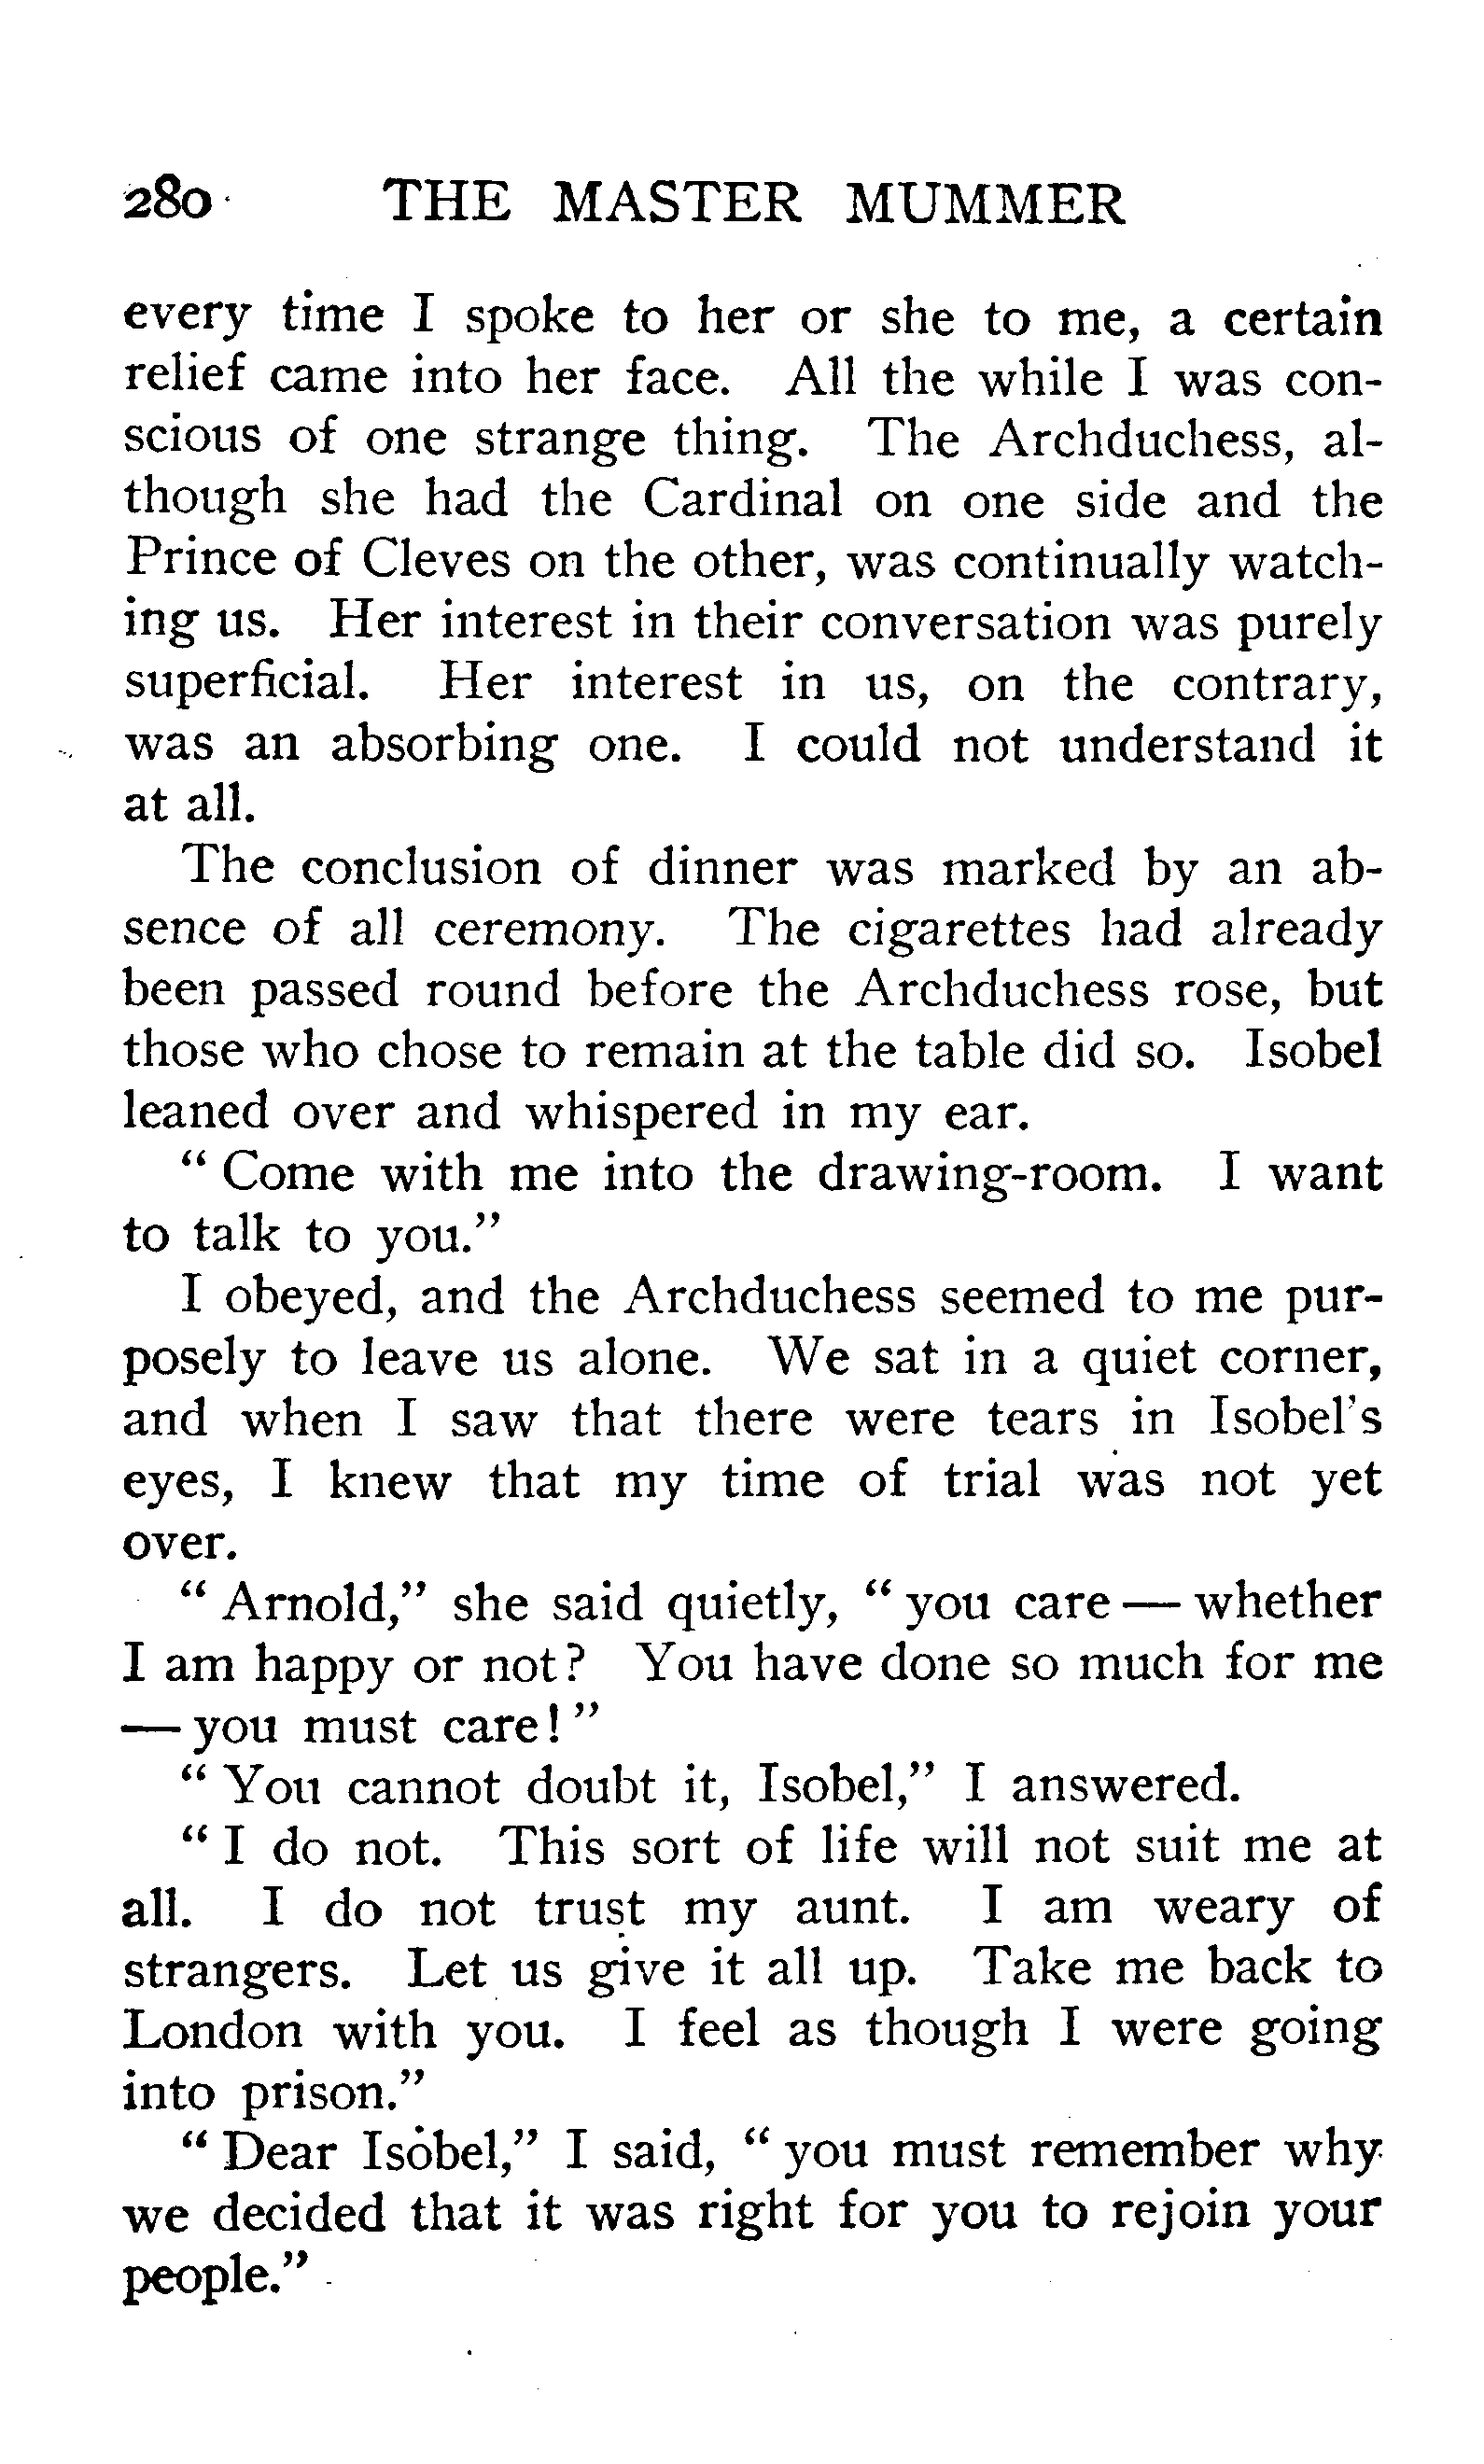 280 THE MASTER MUMMER
every time I spoke to her or she to me, a certain
relief came into her face. All the while I was con-
scious of one strange thing. The Archduchess, al-
though she had the Cardinal on one side and the
Prince of Cleves on the other, was continually watch-
ing us. Her interest in their conversation was purely
superficial. Her interest in us, on the contrary,
was an absorbing one. I could not understand it
at all.
The conclusion of dinner was marked by an ab-
sence of all ceremony. The cigarettes had already
been passed round before the Archduchess rose, but
those who chose to remain at the table did so. Isobel
leaned over and whispered in my ear.
“ Come with me into the drawing-room. I want
to talk to you.”
I obeyed, and the Archduchess seemed to me pur-
posely to leave us alone. We sat in a quiet corner,
and when I saw that there were tears in Isobel's
eyes, I knew that my time of trial was not yet
over.
“ Arnold,” she said quietly, “ you care — whether
I am happy or not? You have done so much for me
— you must care! ”
“ You cannot doubt it, Isobel,” I answered.
“ I do not. This sort of life will not suit me at
all. I do not trust my aunt. I am weary of
strangers. Let us give it all up. Take me back to
London with you. I feel as though I were going
into prison.”
“ Dear Isobel,” I said, “ you must remember why
we decided that it was right for you to rejoin your
people.”